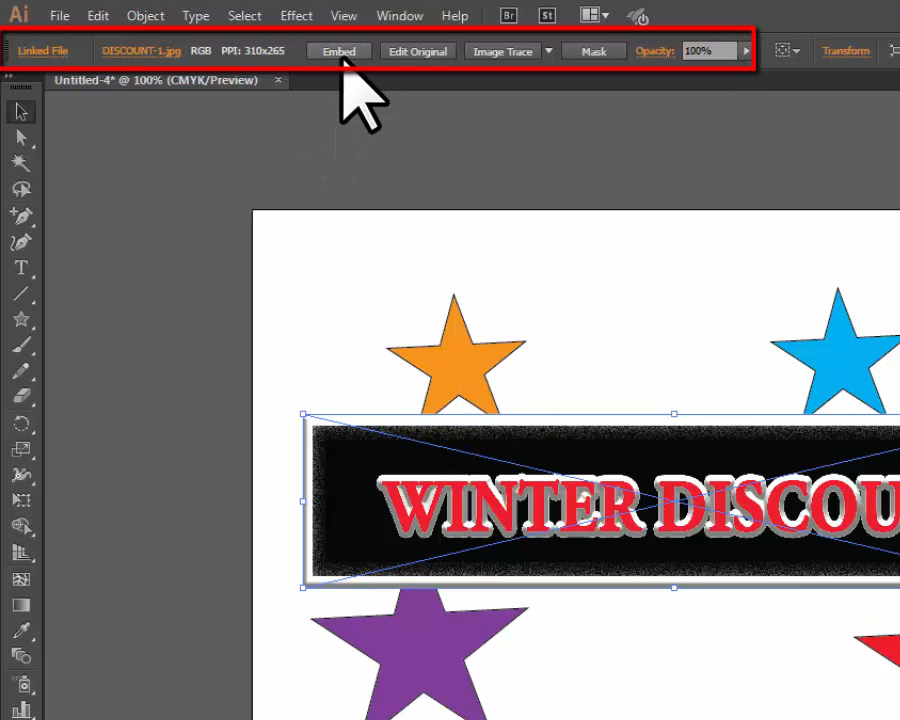 Ai File Edit Object Type Select Effect View Window Help Br St
Linked File DISCOUNT-1.jpg RGB PPI: 310x265 Embed Edit Original Image Trace Mask Opacity: 100% Transform
Untitled-4* @ 100% (CMYK/Preview) ×
T
WINTER DISCOU